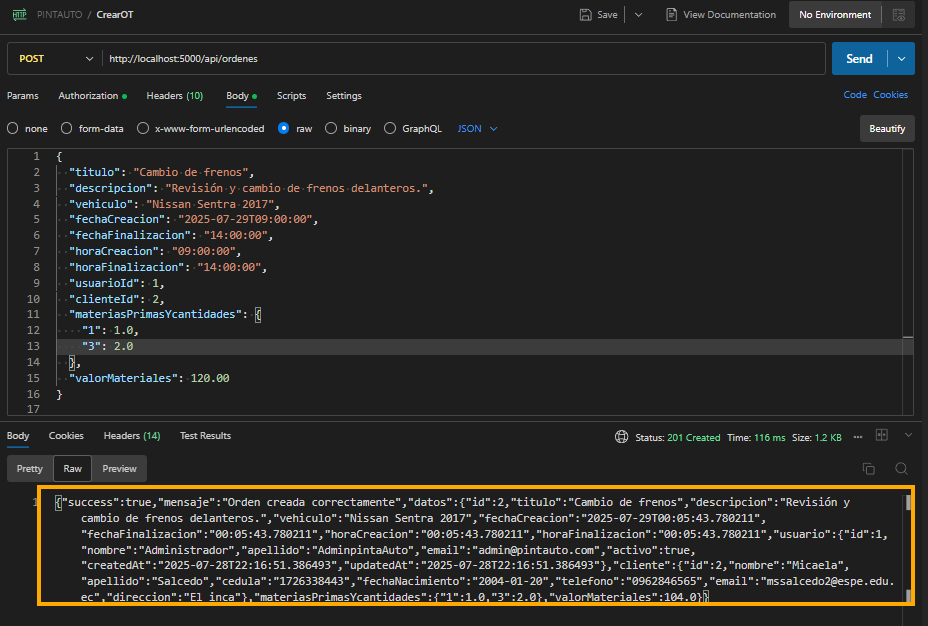 HTTP PINTAUTO / CrearOT Save View Documentation No Environment
POST http://localhost:5000/api/ordenes Send
Params Authorization Headers (10) Body Scripts Settings Code Cookies
none form-data x-www-form-urlencoded raw binary GraphQL JSON Beautify
1 {
2 "titulo": "Cambio de frenos",
3 "descripcion": "Revisión y cambio de frenos delanteros.",
4 "vehiculo": "Nissan Sentra 2017",
5 "fechaCreacion": "2025-07-29T09:00:00",
6 "fechaFinalizacion": "14:00:00",
7 "horaCreacion": "09:00:00",
8 "horaFinalizacion": "14:00:00",
9 "usuarioId": 1,
10 "clienteId": 2,
11 "materiasPrimasYcantidades": {
12 "1": 1.0,
13 "3": 2.0
14 },
15 "valorMateriales": 120.00
16 }
17
Body Cookies Headers (14) Test Results Status: 201 Created Time: 116 ms Size: 1.2 KB
Pretty Raw Preview
1 {"success":true,"mensaje":"Orden creada correctamente","datos":{"id":2,"titulo":"Cambio de frenos","descripcion":"Revisión y
cambio de frenos delanteros.","vehiculo":"Nissan Sentra 2017","fechaCreacion":"2025-07-29T00:05:43.780211",
"fechaFinalizacion":"00:05:43.780211","horaCreacion":"00:05:43.780211","horaFinalizacion":"00:05:43.780211","usuario":{"id":1,
"nombre":"Administrador","apellido":"AdminpintaAuto","email":"admin@pintauto.com","activo":true,
"createdAt":"2025-07-28T22:16:51.386493","updatedAt":"2025-07-28T22:16:51.386493"},"cliente":{"id":2,"nombre":"Micaela",
"apellido":"Salcedo","cedula":"1726338443","fechaNacimiento":"2004-01-20","telefono":"0962846565","email":"mssalcedo2@espe.edu.
ec","direccion":"El inca"},"materiasPrimasYcantidades":{"1":1.0,"3":2.0},"valorMateriales":104.0}}